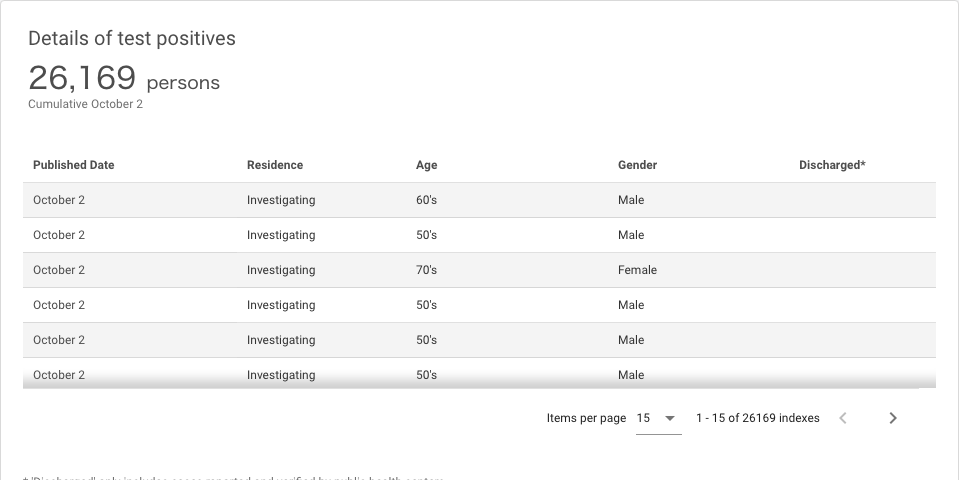 Details of test positives
26,169 persons
Cumulative October 2
Published Date Residence Age Gender Discharged*
October 2 Investigating 60's Male
October 2 Investigating 50's Male
October 2 Investigating 70's Female
October 2 Investigating 50's Male
October 2 Investigating 50's Male
October 2 Investigating 50's Male
Items per page 15 1 - 15 of 26169 indexes